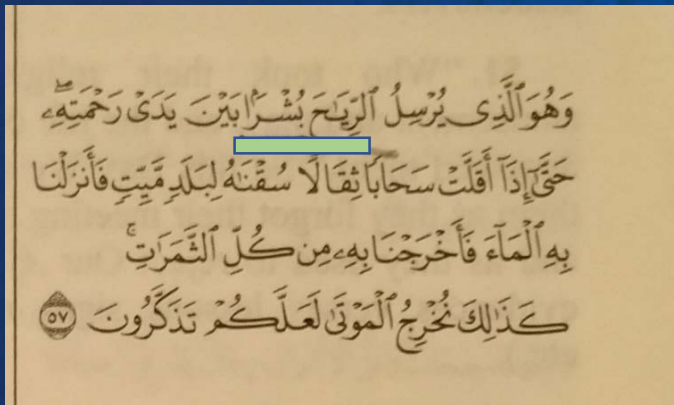 وَهُوَ ٱلَّذِى يُرْسِلُ ٱلرِّيَٰحَ بُشْرًۢا بَيْنَ يَدَىْ رَحْمَتِهِۦ ۖ
حَتَّىٰٓ إِذَآ أَقَلَّتْ سَحَابًا ثِقَالًا سُقْنَٰهُ لِبَلَدٍ مَّيِّتٍ فَأَنزَلْنَا
بِهِ ٱلْمَآءَ فَأَخْرَجْنَا بِهِۦ مِن كُلِّ ٱلثَّمَرَٰتِ ۚ
كَذَٰلِكَ نُخْرِجُ ٱلْمَوْتَىٰ لَعَلَّكُمْ تَذَكَّرُونَ ٥٧